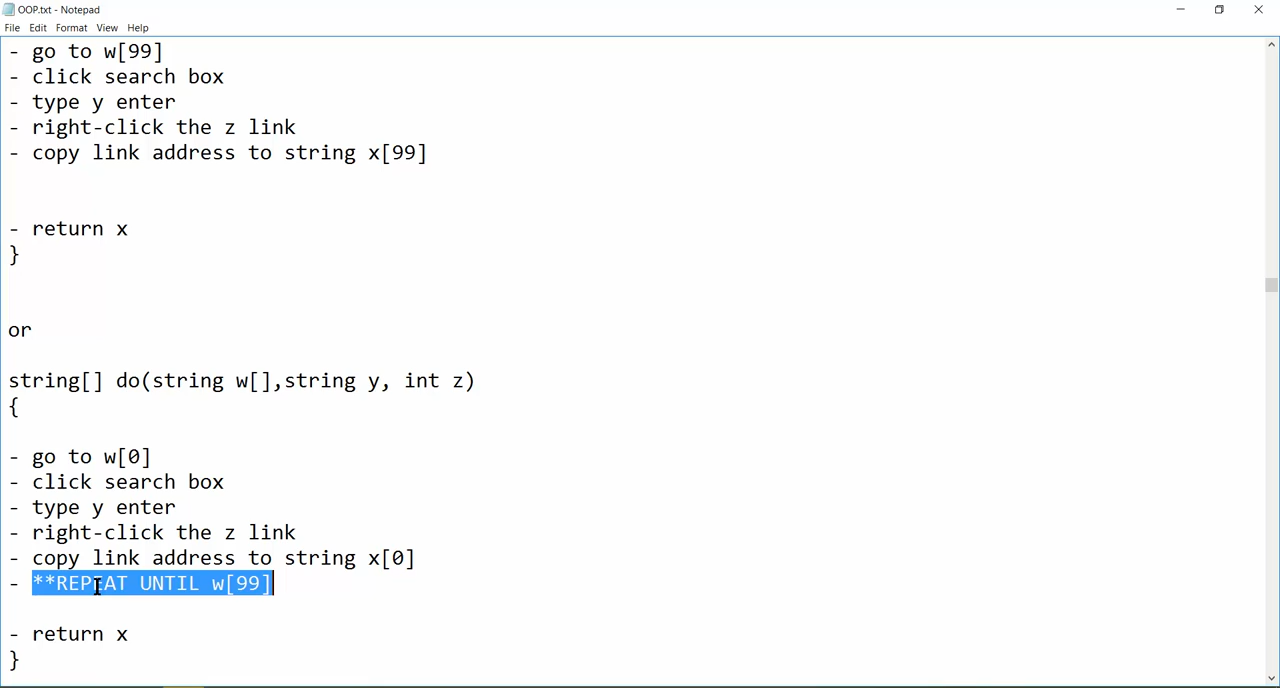 OOP.txt - Notepad
File Edit Format View Help
- go to w[99]
- click search box
- type y enter
- right-click the z link
- copy link address to string x[99]
- return x
}
or
string[] do(string w[],string y, int z)
{
- go to w[0]
- click search box
- type y enter
- right-click the z link
- copy link address to string x[0]
- **REPEAT UNTIL w[99]
- return x
}